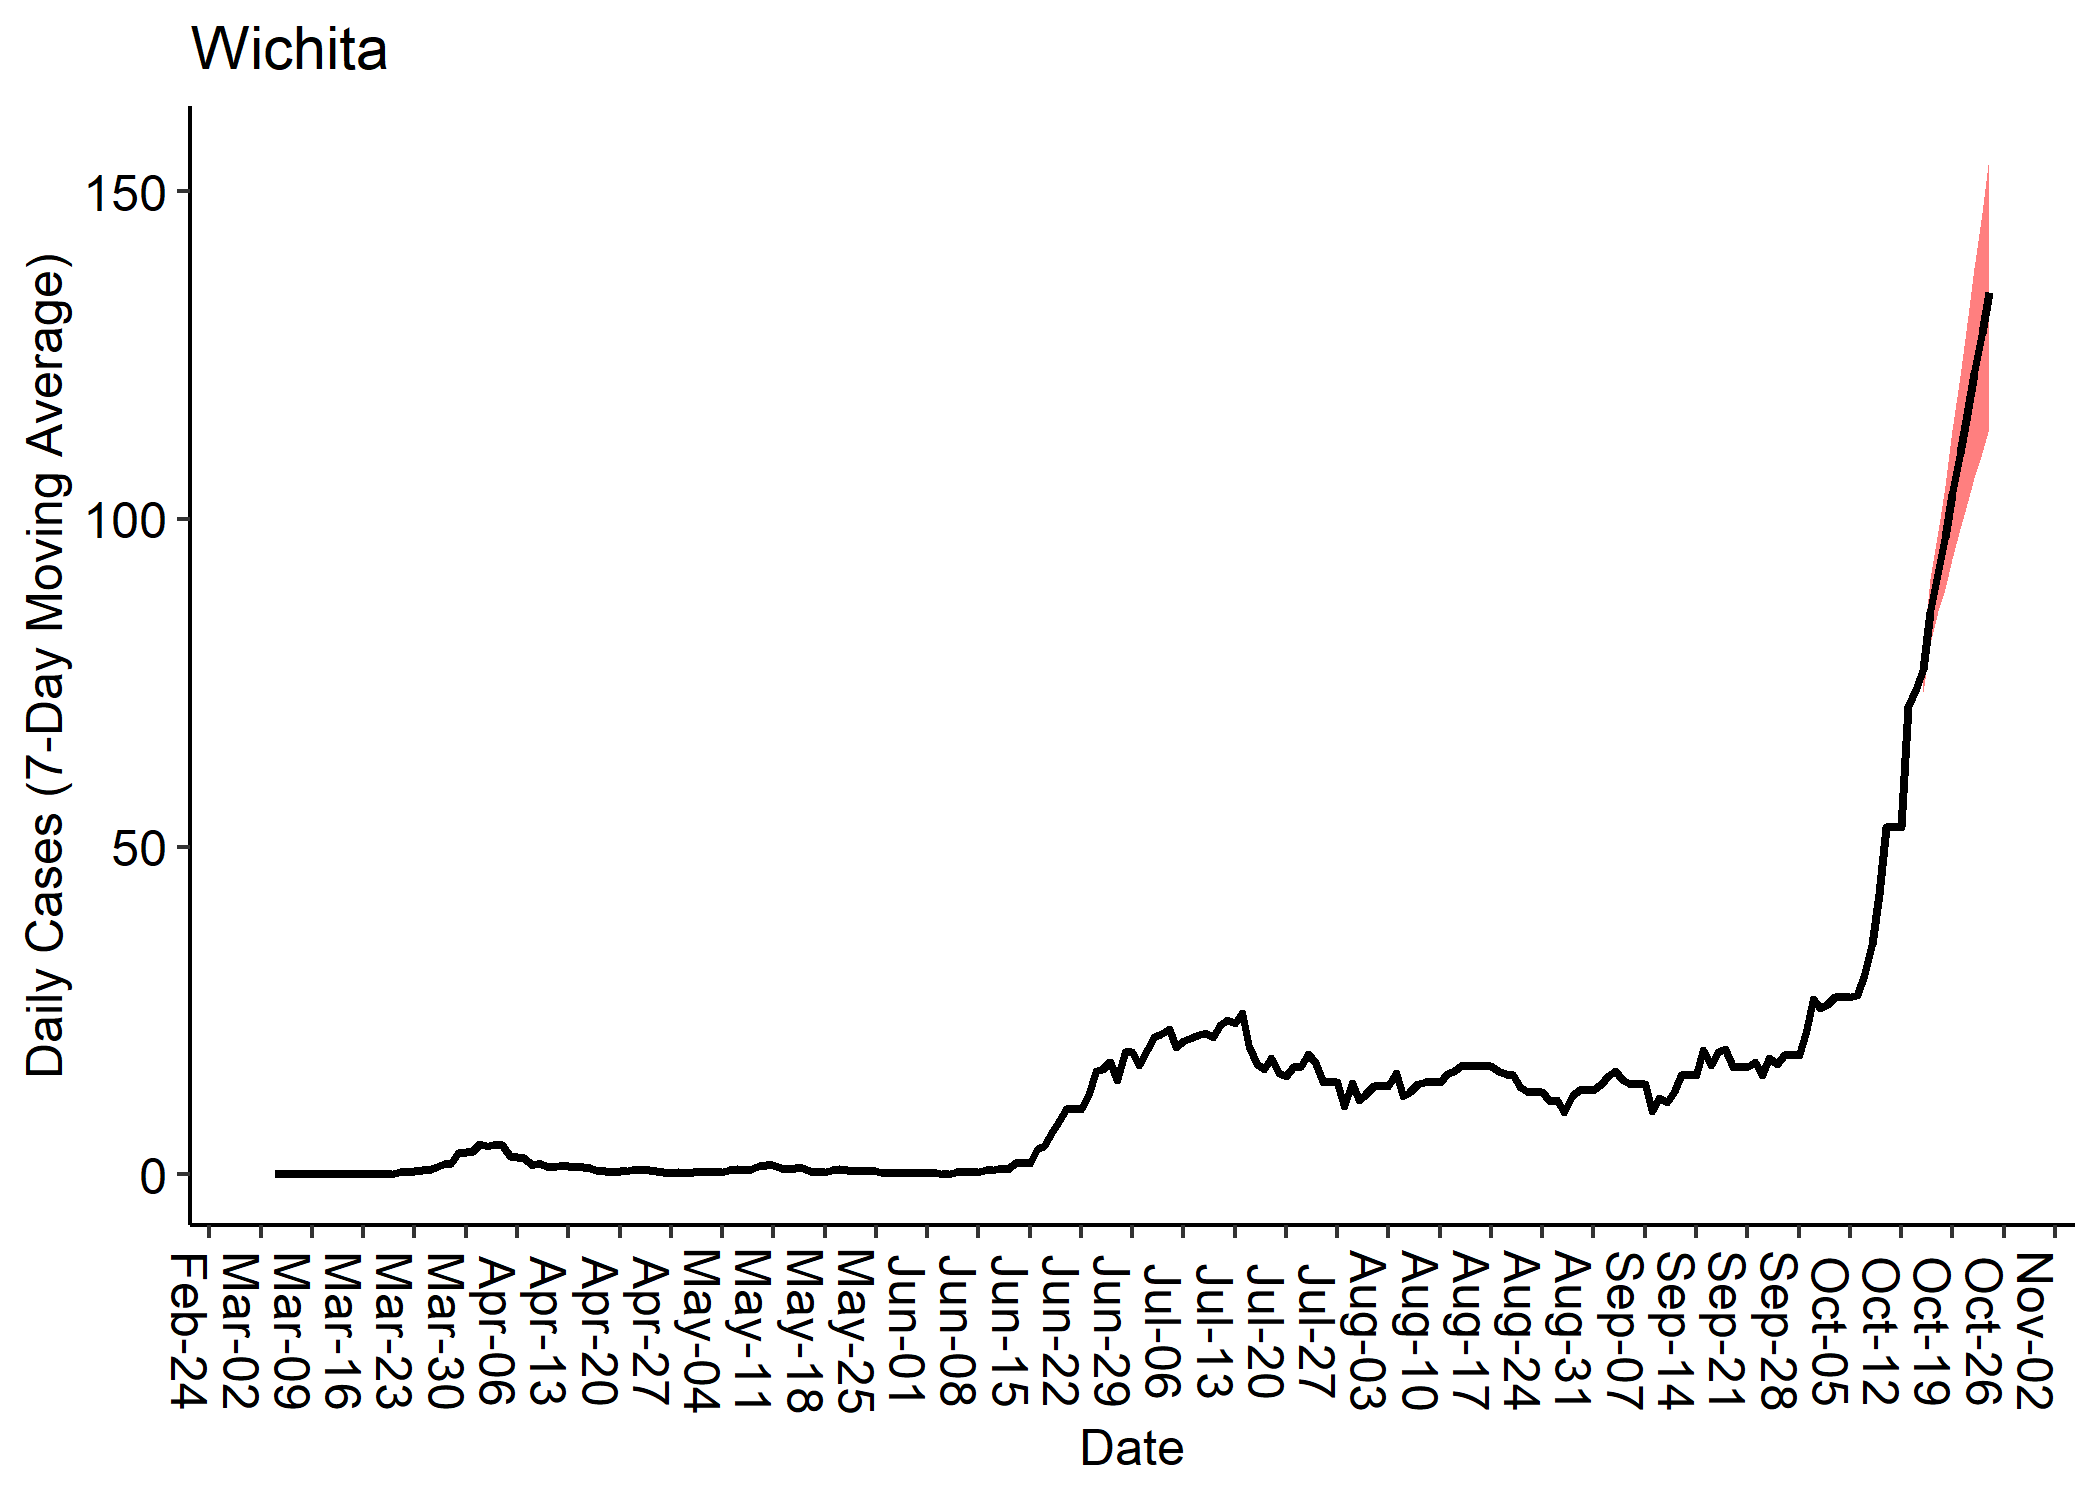 Wichita
Daily Cases (7-Day Moving Average)
150
100
50
0
Feb-24
Mar-02
Mar-09
Mar-16
Mar-23
Mar-30
Apr-06
Apr-13
Apr-20
Apr-27
May-04
May-11
May-18
May-25
Jun-01
Jun-08
Jun-15
Jun-22
Jun-29
Jul-06
Jul-13
Jul-20
Jul-27
Aug-03
Aug-10
Aug-17
Aug-24
Aug-31
Sep-07
Sep-14
Sep-21
Sep-28
Oct-05
Oct-12
Oct-19
Oct-26
Nov-02
Date